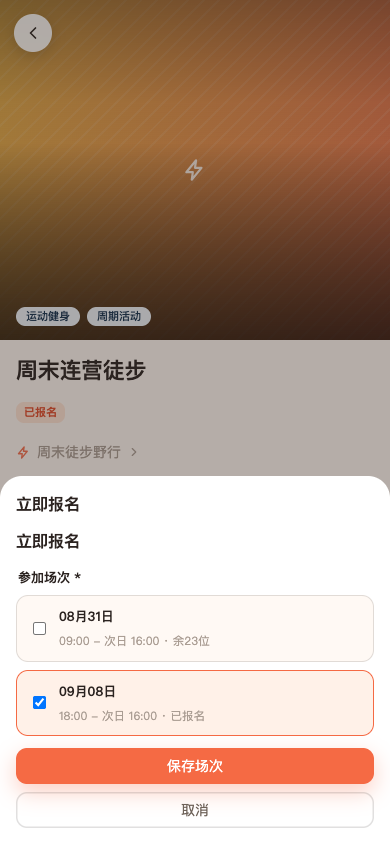 运动健身
周期活动
周末连营徒步
已报名
周末徒步野行
立即报名
立即报名
参加场次 *
08月31日
09:00 – 次日 16:00 · 余23位
09月08日
18:00 – 次日 16:00 · 已报名
保存场次
取消